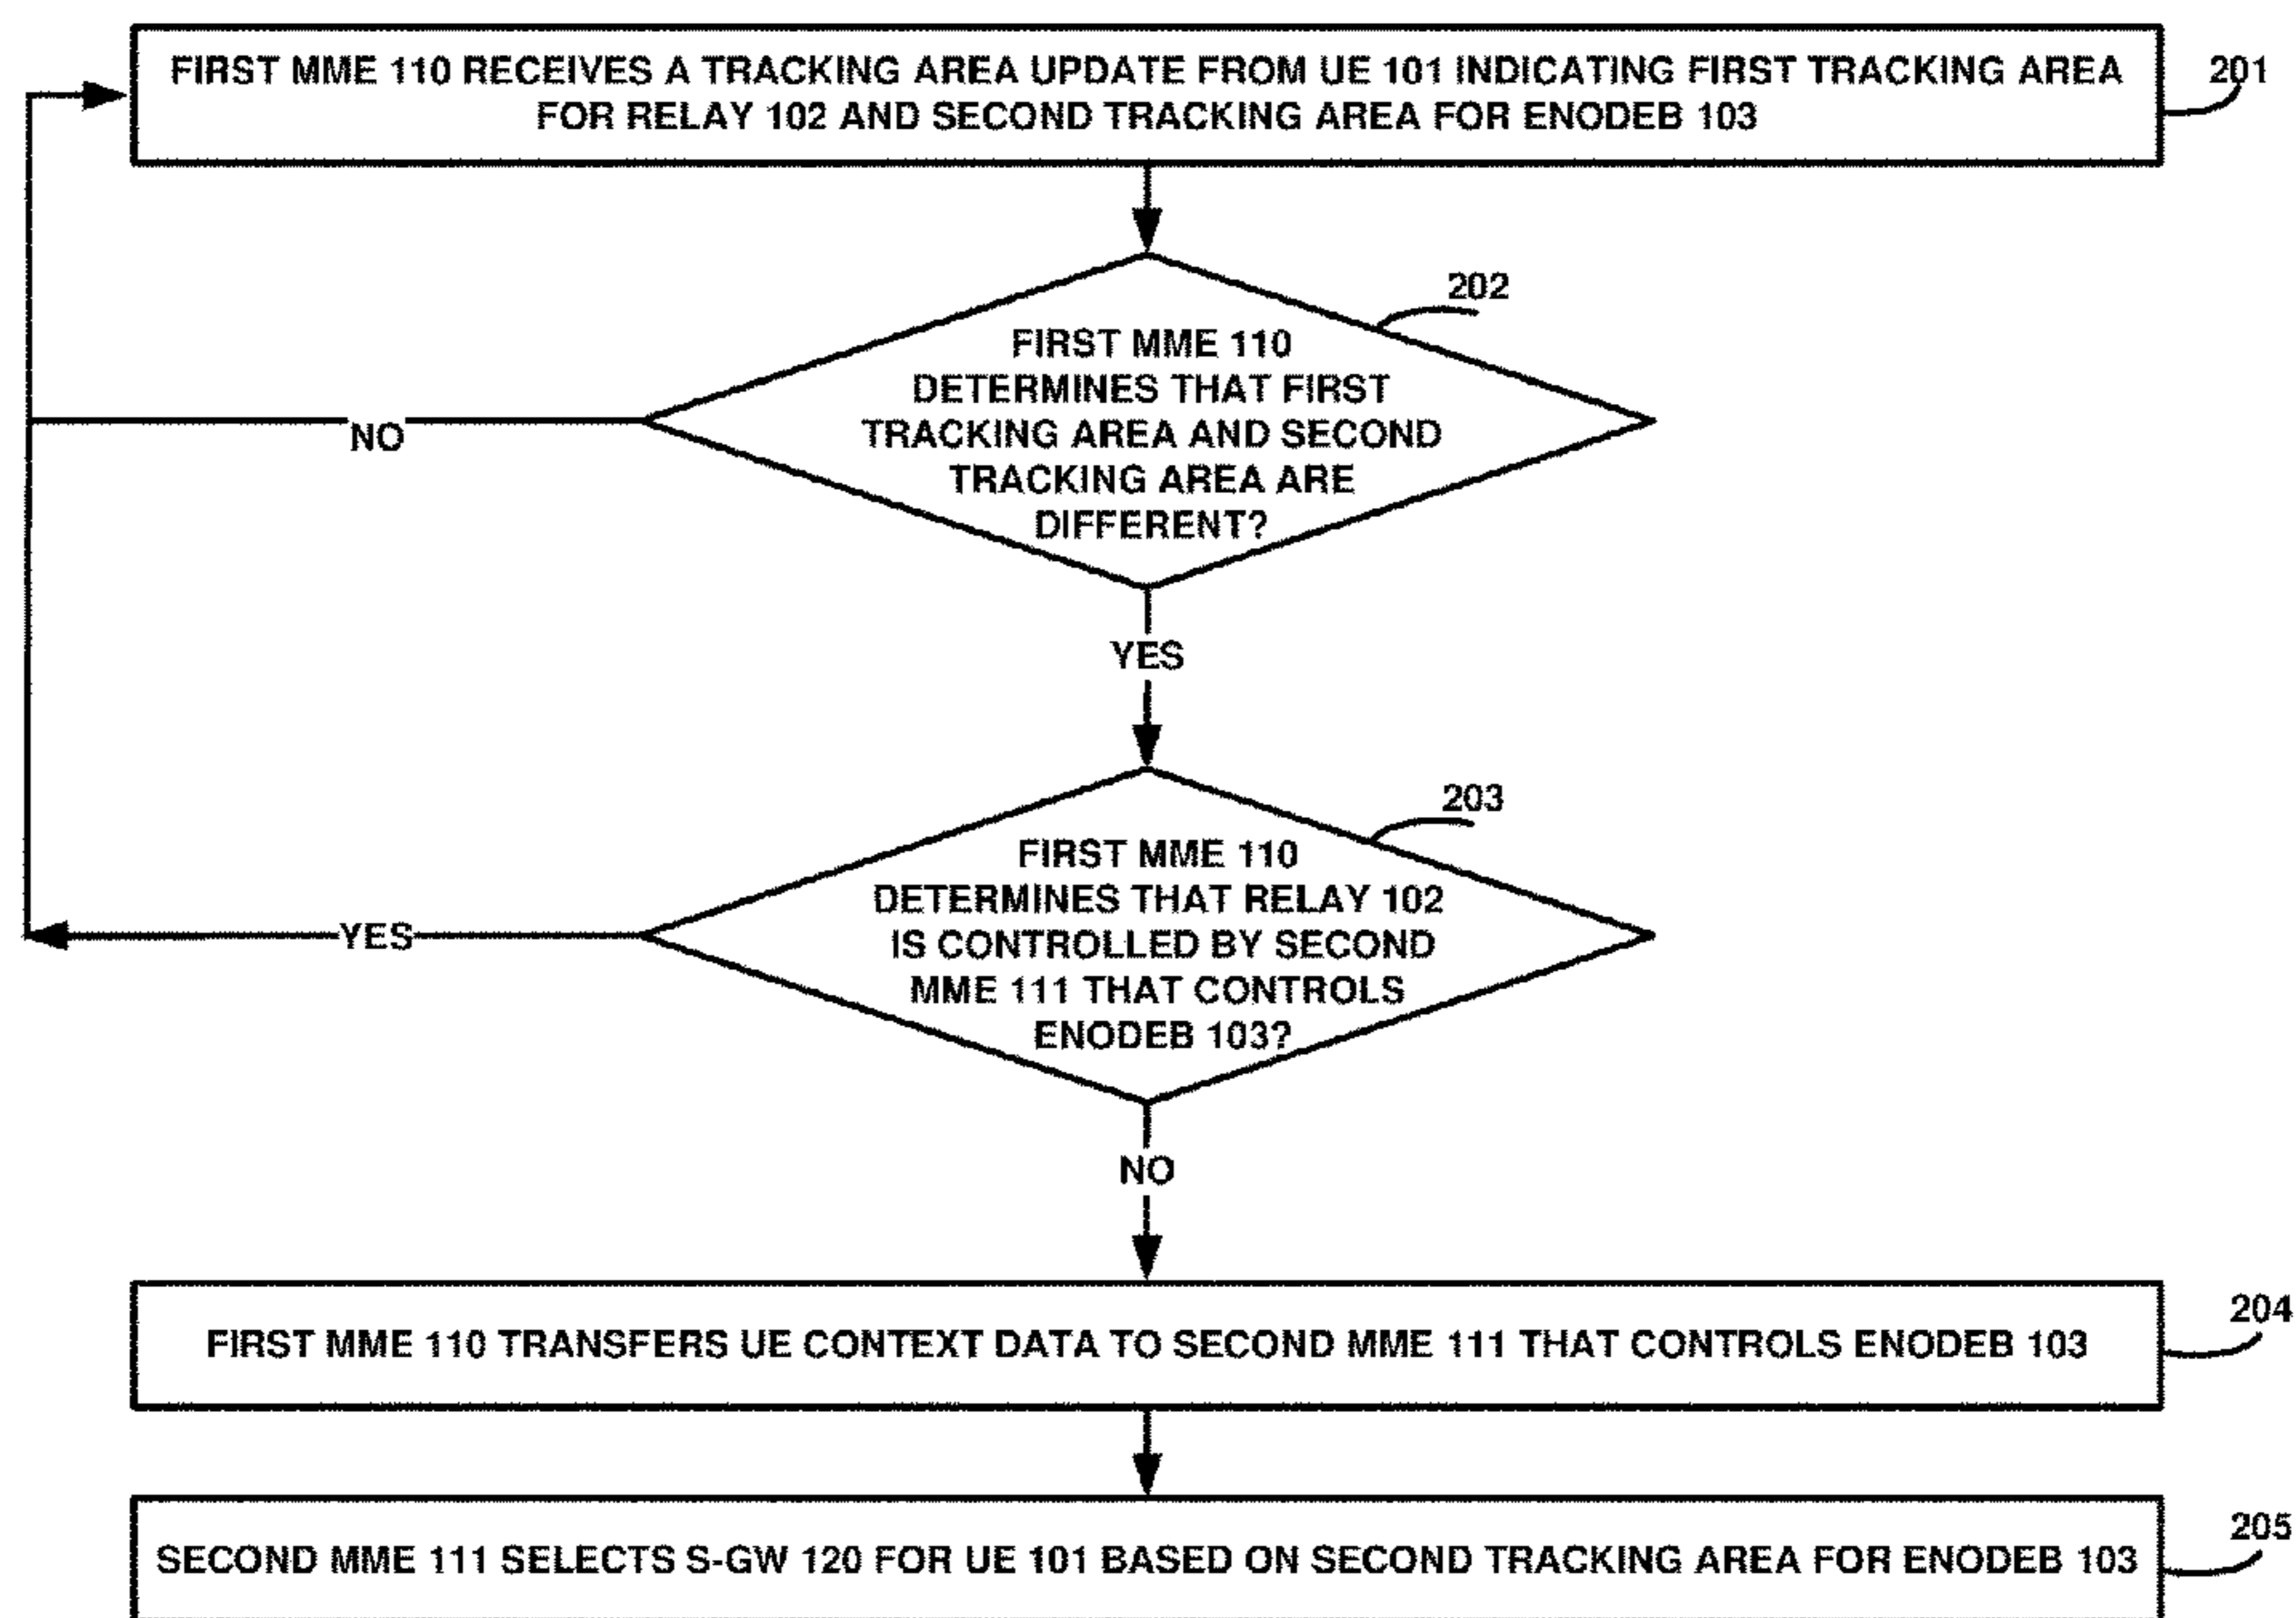 FIRST MME 110 RECEIVES A TRACKING AREA UPDATE FROM UE 101 INDICATING FIRST TRACKING AREA
FOR RELAY 102 AND SECOND TRACKING AREA FOR ENODEB 103
201
202
FIRST MME 110
DETERMINES THAT FIRST
TRACKING AREA AND SECOND
TRACKING AREA ARE
DIFFERENT?
NO
YES
203
FIRST MME 110
DETERMINES THAT RELAY 102
IS CONTROLLED BY SECOND
MME 111 THAT CONTROLS
ENODEB 103?
YES
NO
FIRST MME 110 TRANSFERS UE CONTEXT DATA TO SECOND MME 111 THAT CONTROLS ENODEB 103
204
SECOND MME 111 SELECTS S-GW 120 FOR UE 101 BASED ON SECOND TRACKING AREA FOR ENODEB 103
205